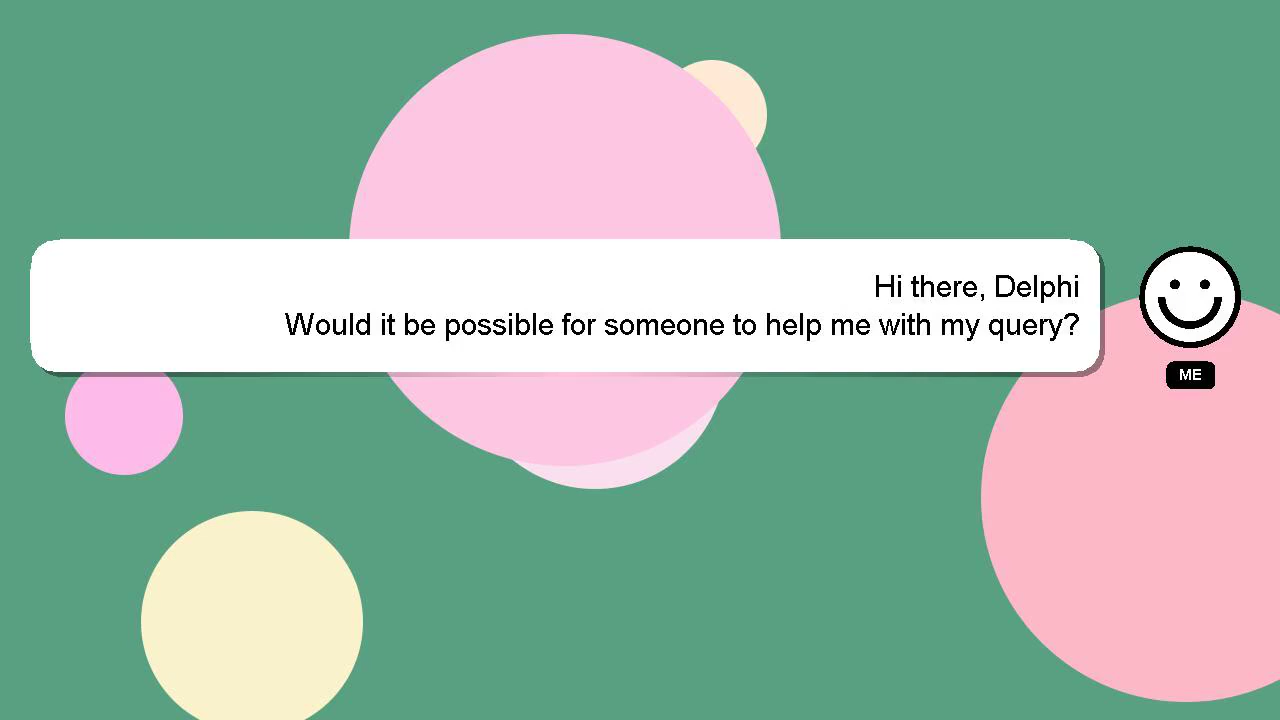 Hi there, Delphi
Would it be possible for someone to help me with my query?
ME